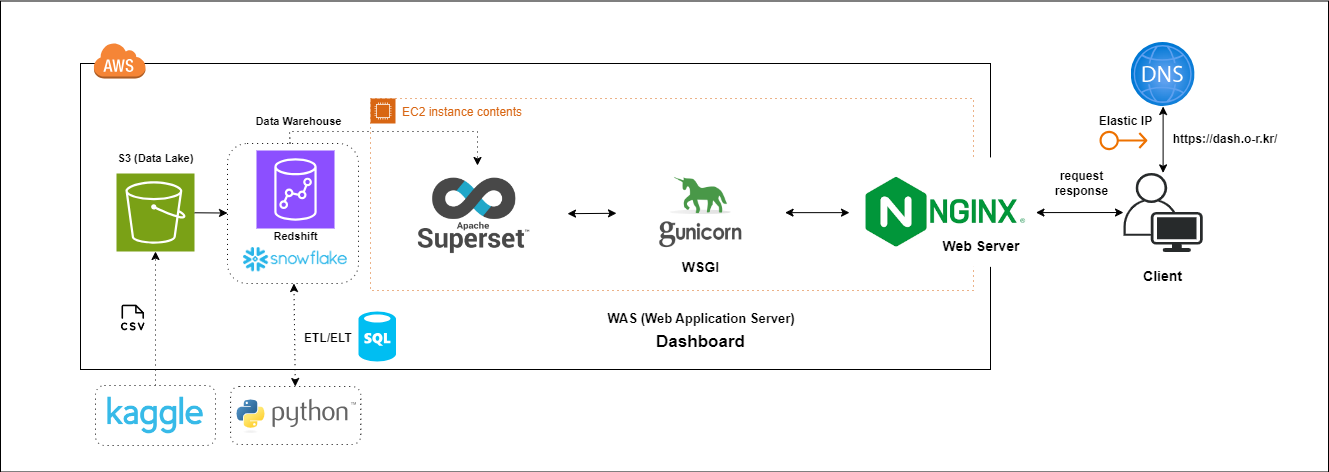 AWS
DNS
EC2 instance contents
Elastic IP
Data Warehouse
https://dash.o-r.kr/
S3 (Data Lake)
request
response
Redshift
snowflake
Apache
Superset™
gunicorn
WSGI
NGINX®
Web Server
Client
CSV
ETL/ELT
SQL
WAS (Web Application Server)
Dashboard
kaggle
python™